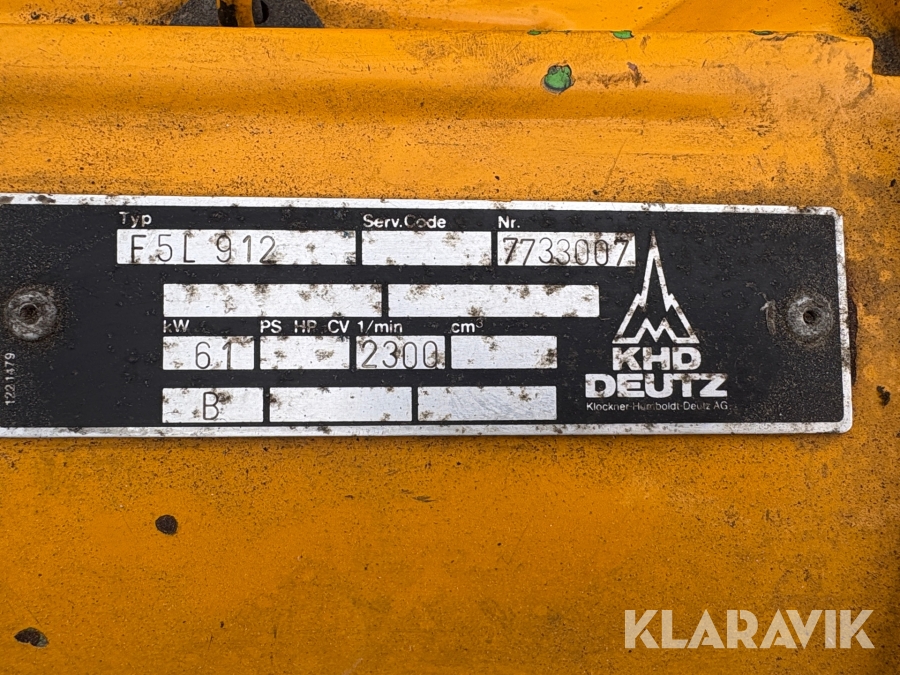 KLARAVIK
Typ Serv.Code Nr.
F5L 912 7733007
kW PS HP CV 1/min cm³
61 2300
B
KHD
DEUTZ
Klöckner-Humboldt-Deutz AG
1221479
KLARAVIK